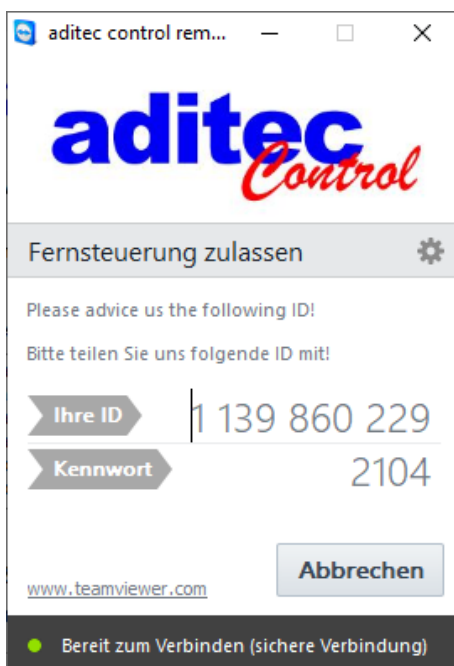 aditec control rem...
aditec
Control
Fernsteuerung zulassen
Please advice us the following ID!
Bitte teilen Sie uns folgende ID mit!
Ihre ID 1 139 860 229
Kennwort 2104
Abbrechen
www.teamviewer.com
Bereit zum Verbinden (sichere Verbindung)